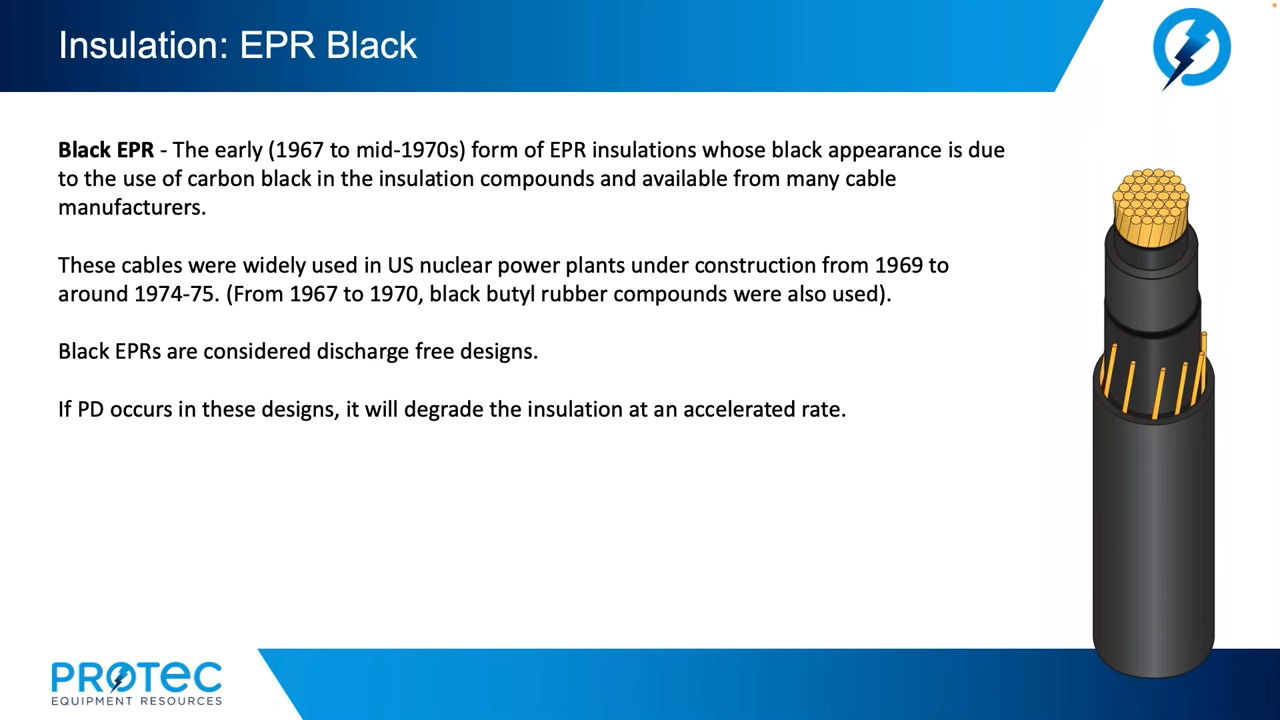 Insulation: EPR Black
Black EPR - The early (1967 to mid-1970s) form of EPR insulations whose black appearance is due
to the use of carbon black in the insulation compounds and available from many cable
manufacturers.
These cables were widely used in US nuclear power plants under construction from 1969 to
around 1974-75. (From 1967 to 1970, black butyl rubber compounds were also used).
Black EPRs are considered discharge free designs.
If PD occurs in these designs, it will degrade the insulation at an accelerated rate.
PROTEC
EQUIPMENT RESOURCES